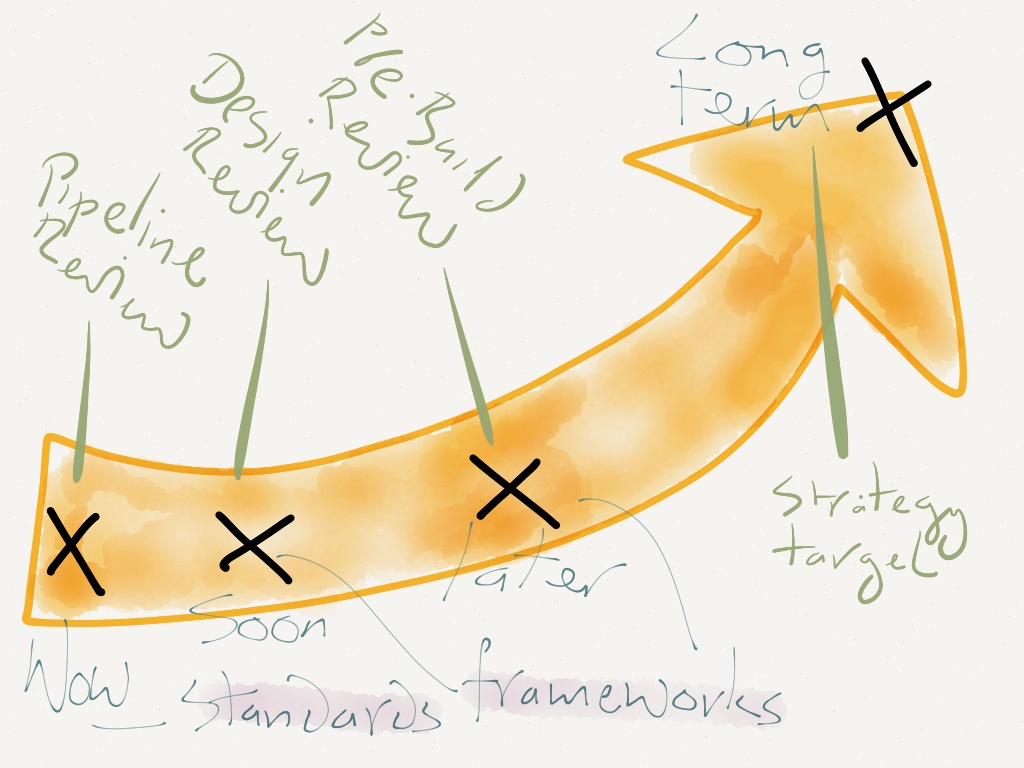 Pipeline
Review
Design
Review
Pre-Build
Review
Long
term
Strategy
target
Now
Soon
Later
Standards
frameworks